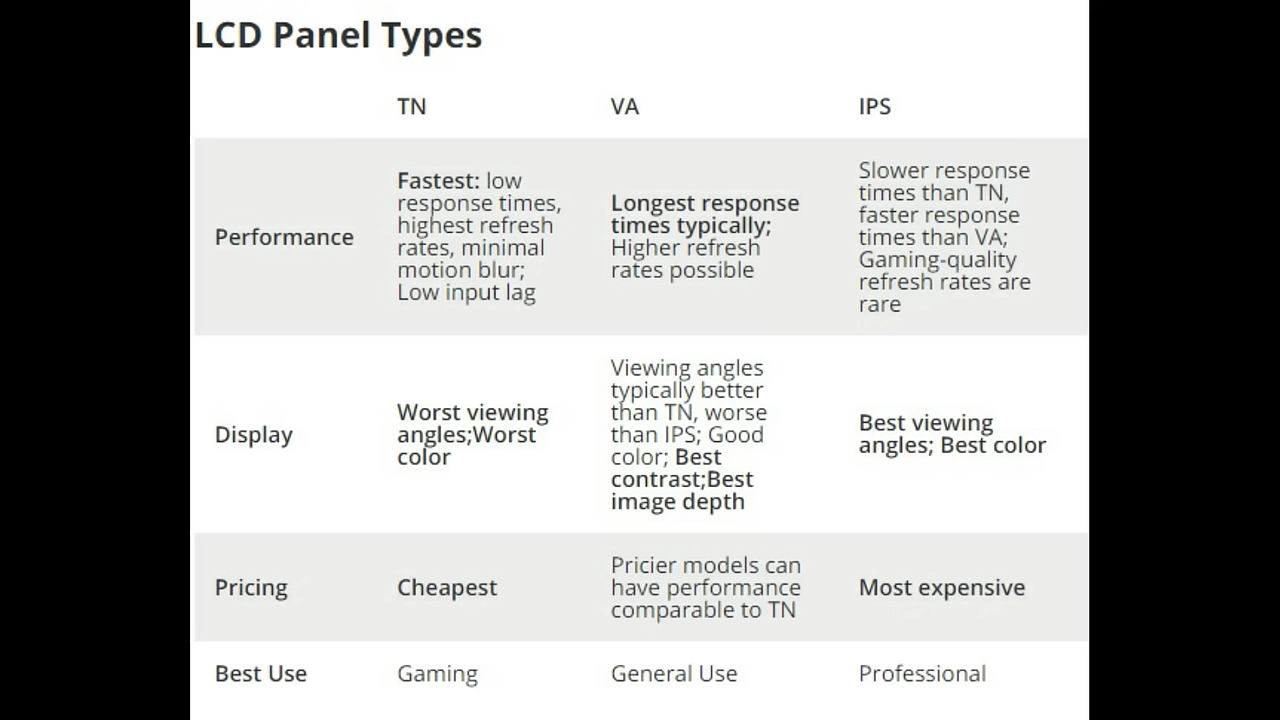 LCD Panel Types
TN VA IPS
Performance
Fastest: low
response times,
highest refresh
rates, minimal
motion blur;
Low input lag
Longest response
times typically;
Higher refresh
rates possible
Slower response
times than TN,
faster response
times than VA;
Gaming-quality
refresh rates are
rare
Display
Worst viewing
angles;Worst
color
Viewing angles
typically better
than TN, worse
than IPS; Good
color; Best
contrast;Best
image depth
Best viewing
angles; Best color
Pricing
Cheapest
Pricier models can
have performance
comparable to TN
Most expensive
Best Use
Gaming
General Use
Professional